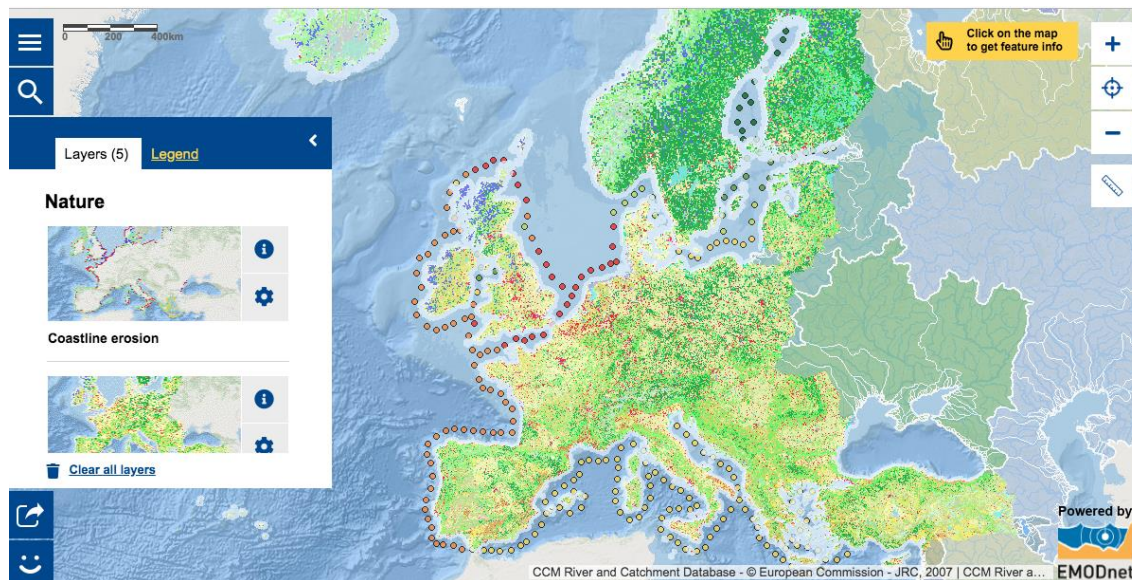 0 200 400km
Click on the map
to get feature info
Layers (5) Legend
Nature
Coastline erosion
Clear all layers
Powered by
EMODnet
CCM River and Catchment Database - © European Commission - JRC, 2007 | CCM River a...